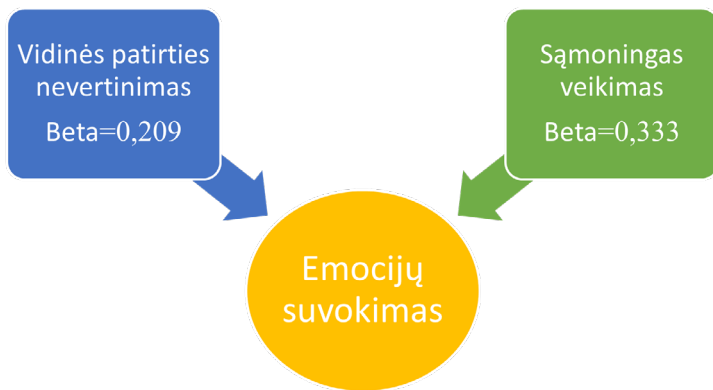 Vidinės patirties
nevertinimas
Beta=0,209
Sąmoningas
veikimas
Beta=0,333
Emocijų
suvokimas